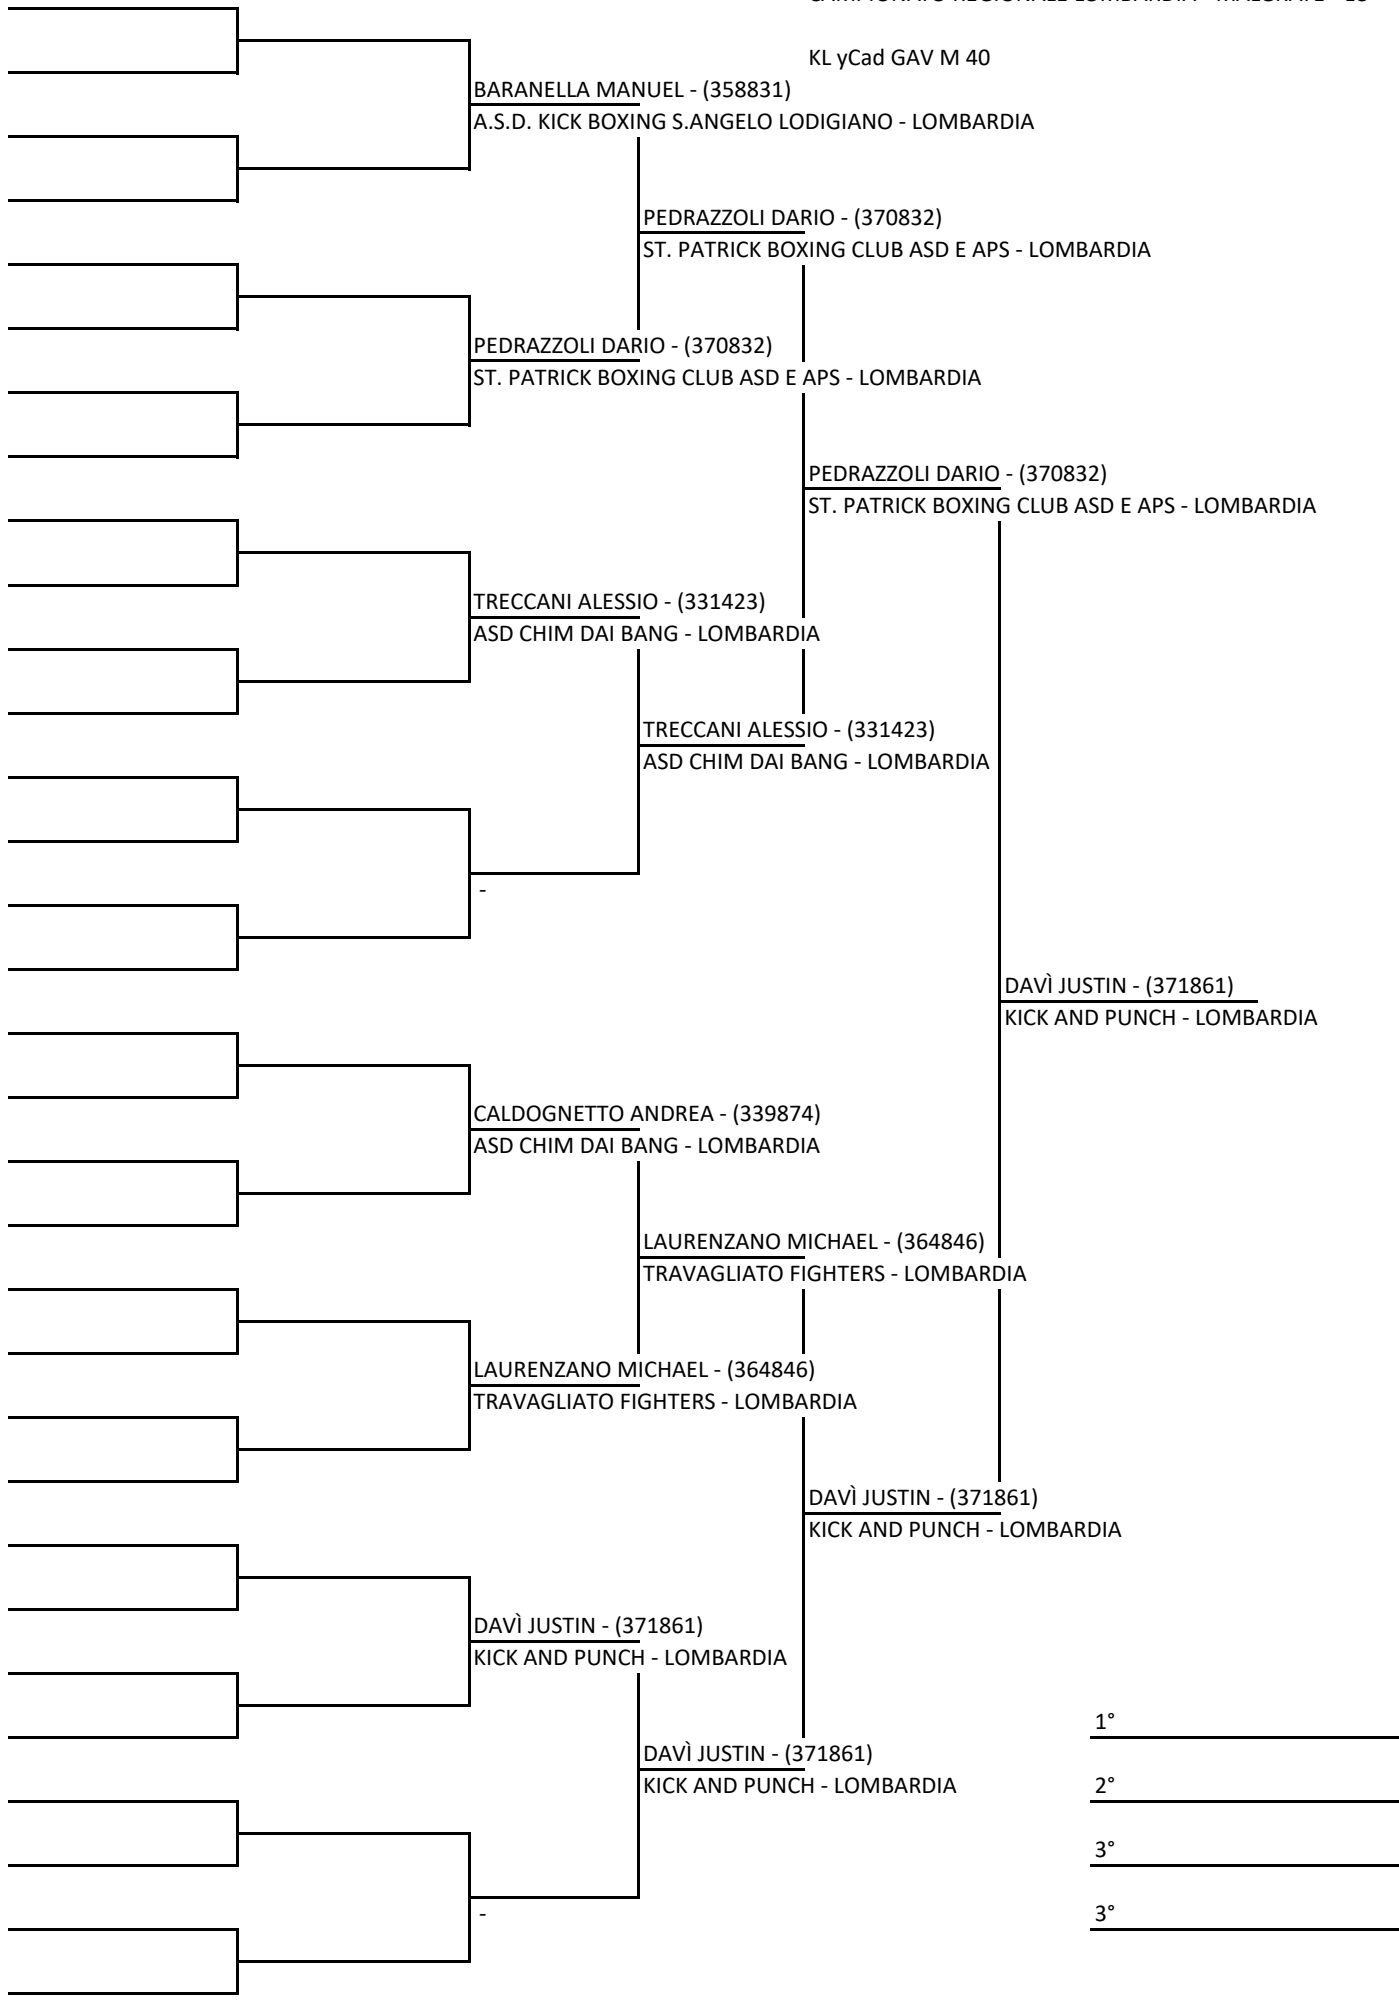 KL yCad GAV M 40
BARANELLA MANUEL - (358831)
A.S.D. KICK BOXING S.ANGELO LODIGIANO - LOMBARDIA
PEDRAZZOLI DARIO - (370832)
ST. PATRICK BOXING CLUB ASD E APS - LOMBARDIA
PEDRAZZOLI DARIO - (370832)
ST. PATRICK BOXING CLUB ASD E APS - LOMBARDIA
PEDRAZZOLI DARIO - (370832)
ST. PATRICK BOXING CLUB ASD E APS - LOMBARDIA
TRECCANI ALESSIO - (331423)
ASD CHIM DAI BANG - LOMBARDIA
TRECCANI ALESSIO - (331423)
ASD CHIM DAI BANG - LOMBARDIA
-
DAVÌ JUSTIN - (371861)
KICK AND PUNCH - LOMBARDIA
CALDOGNETTO ANDREA - (339874)
ASD CHIM DAI BANG - LOMBARDIA
LAURENZANO MICHAEL - (364846)
TRAVAGLIATO FIGHTERS - LOMBARDIA
LAURENZANO MICHAEL - (364846)
TRAVAGLIATO FIGHTERS - LOMBARDIA
DAVÌ JUSTIN - (371861)
KICK AND PUNCH - LOMBARDIA
DAVÌ JUSTIN - (371861)
KICK AND PUNCH - LOMBARDIA
1°
DAVÌ JUSTIN - (371861)
KICK AND PUNCH - LOMBARDIA
2°
3°
-
3°